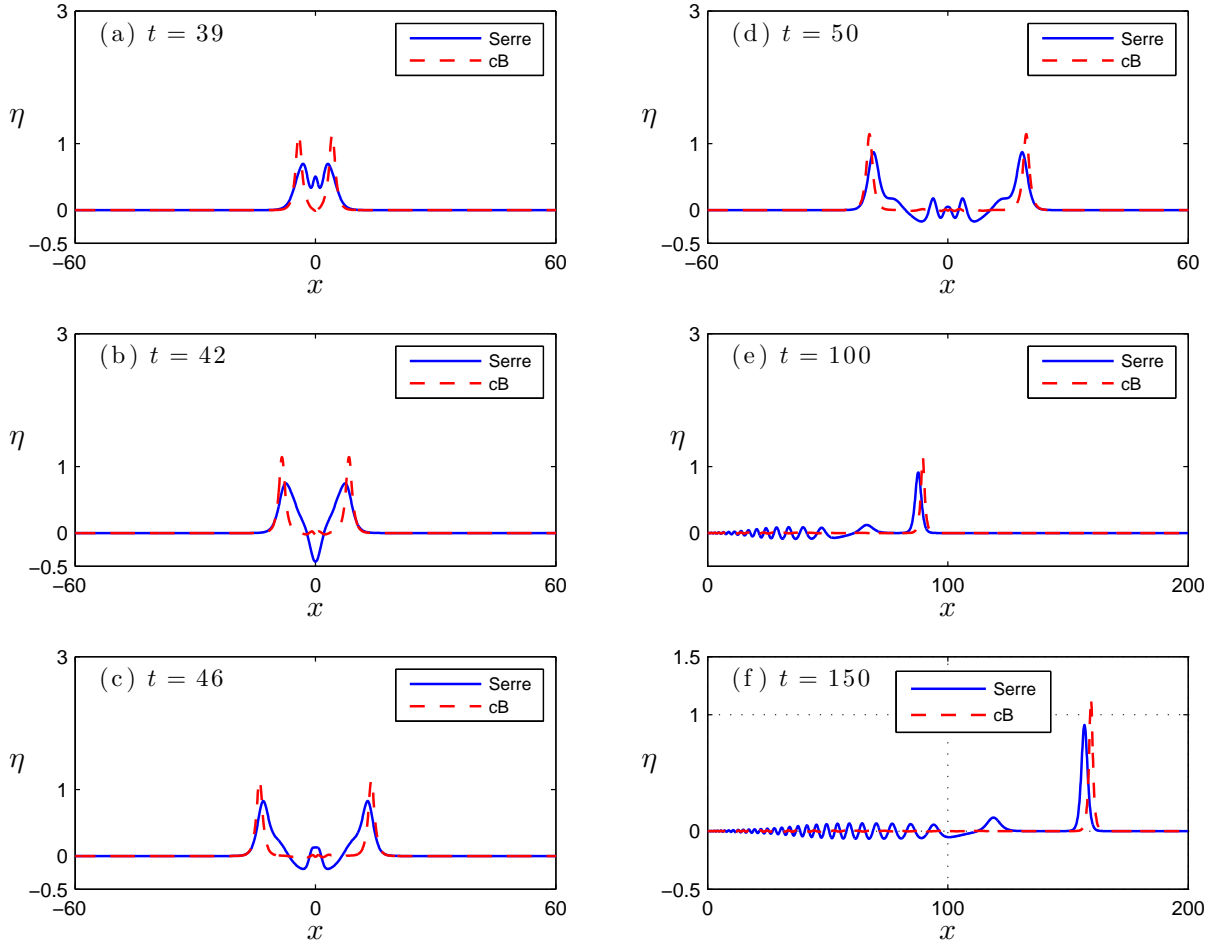 (a) t = 39
Serre
cB
η
3
1
0
−0.5
−60
0
60
x
(b) t = 42
Serre
cB
η
3
1
0
−0.5
−60
0
60
x
(c) t = 46
Serre
cB
η
3
1
0
−0.5
−60
0
60
x
(d) t = 50
Serre
cB
η
3
1
0
−0.5
−60
0
60
x
(e) t = 100
Serre
cB
η
3
1
0
−0.5
0
100
200
x
(f) t = 150
Serre
cB
η
1.5
1
0
−0.5
0
100
200
x